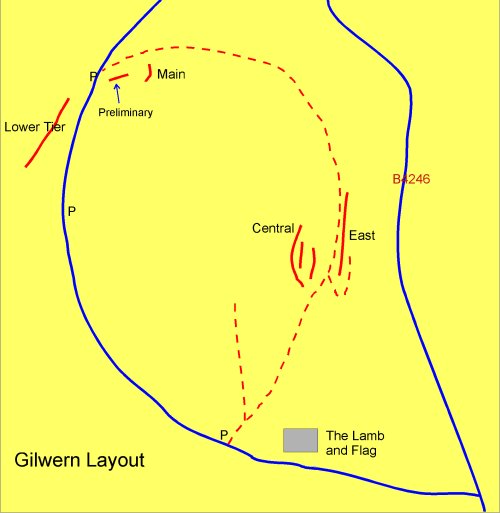 P
Main
Preliminary
Lower Tier
B4246
P
Central
East
P
The Lamb
and Flag
Gilwern Layout